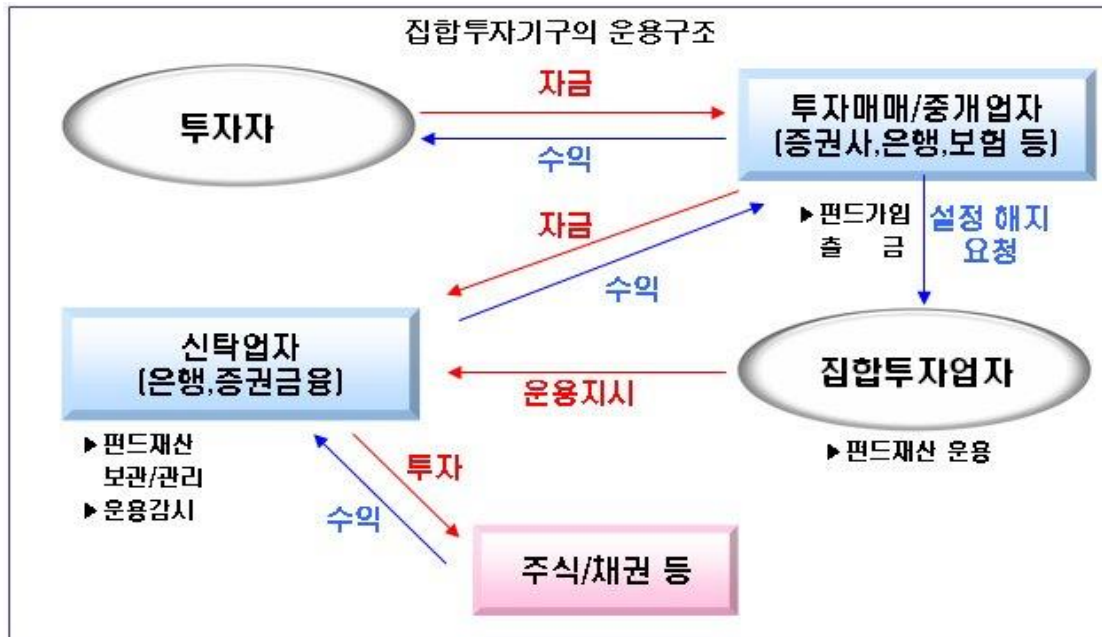 집합투자기구의 운용구조
투자자
자금
수익
투자매매/중개업자
(증권사,은행,보험 등)
자금
수익
▶펀드가입
출 금
설정 해지
요청
신탁업자
(은행,증권금융)
운용지시
집합투자업자
▶펀드재산
보관/관리
▶운용감시
▶펀드재산 운용
투자
수익
주식/채권 등